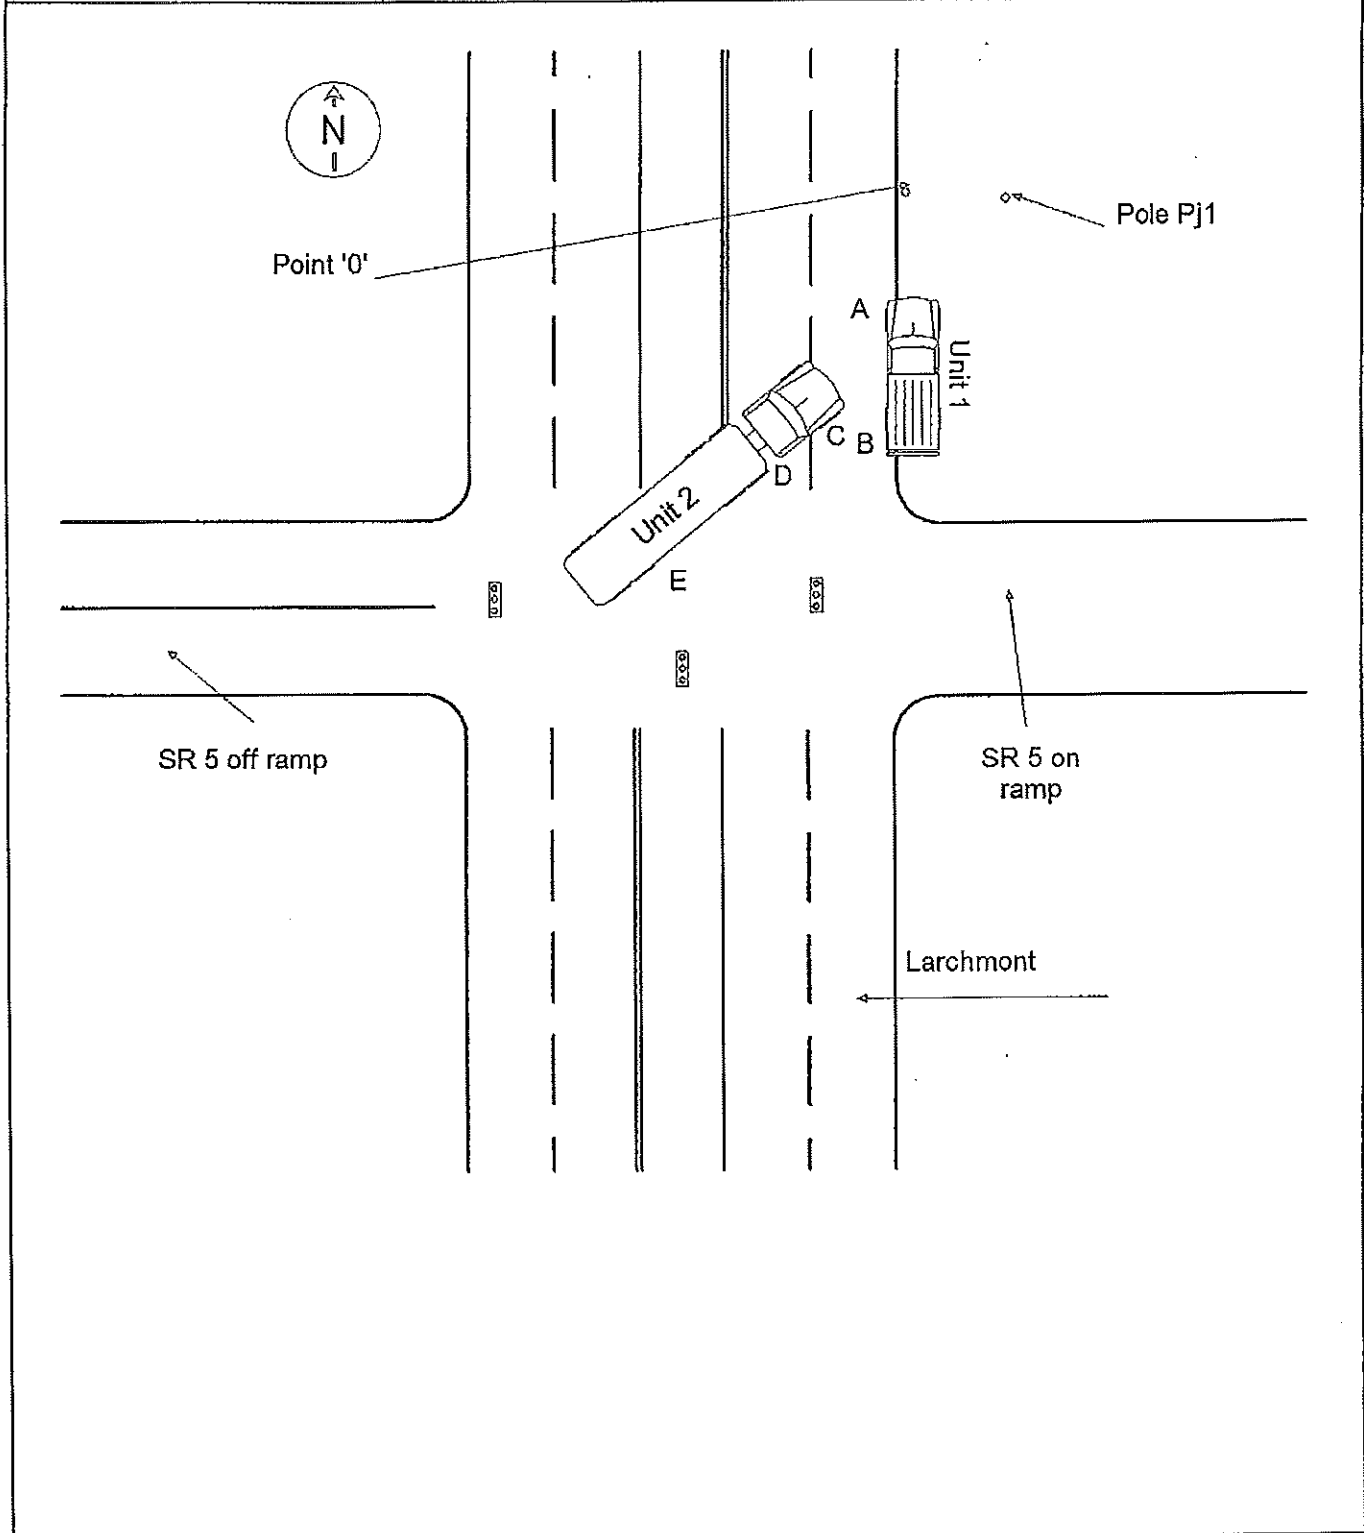 N
Pole Pj1
Point '0'
A
Unit 1
C
B
D
Unit 2
E
SR 5 off ramp
SR 5 on
ramp
Larchmont